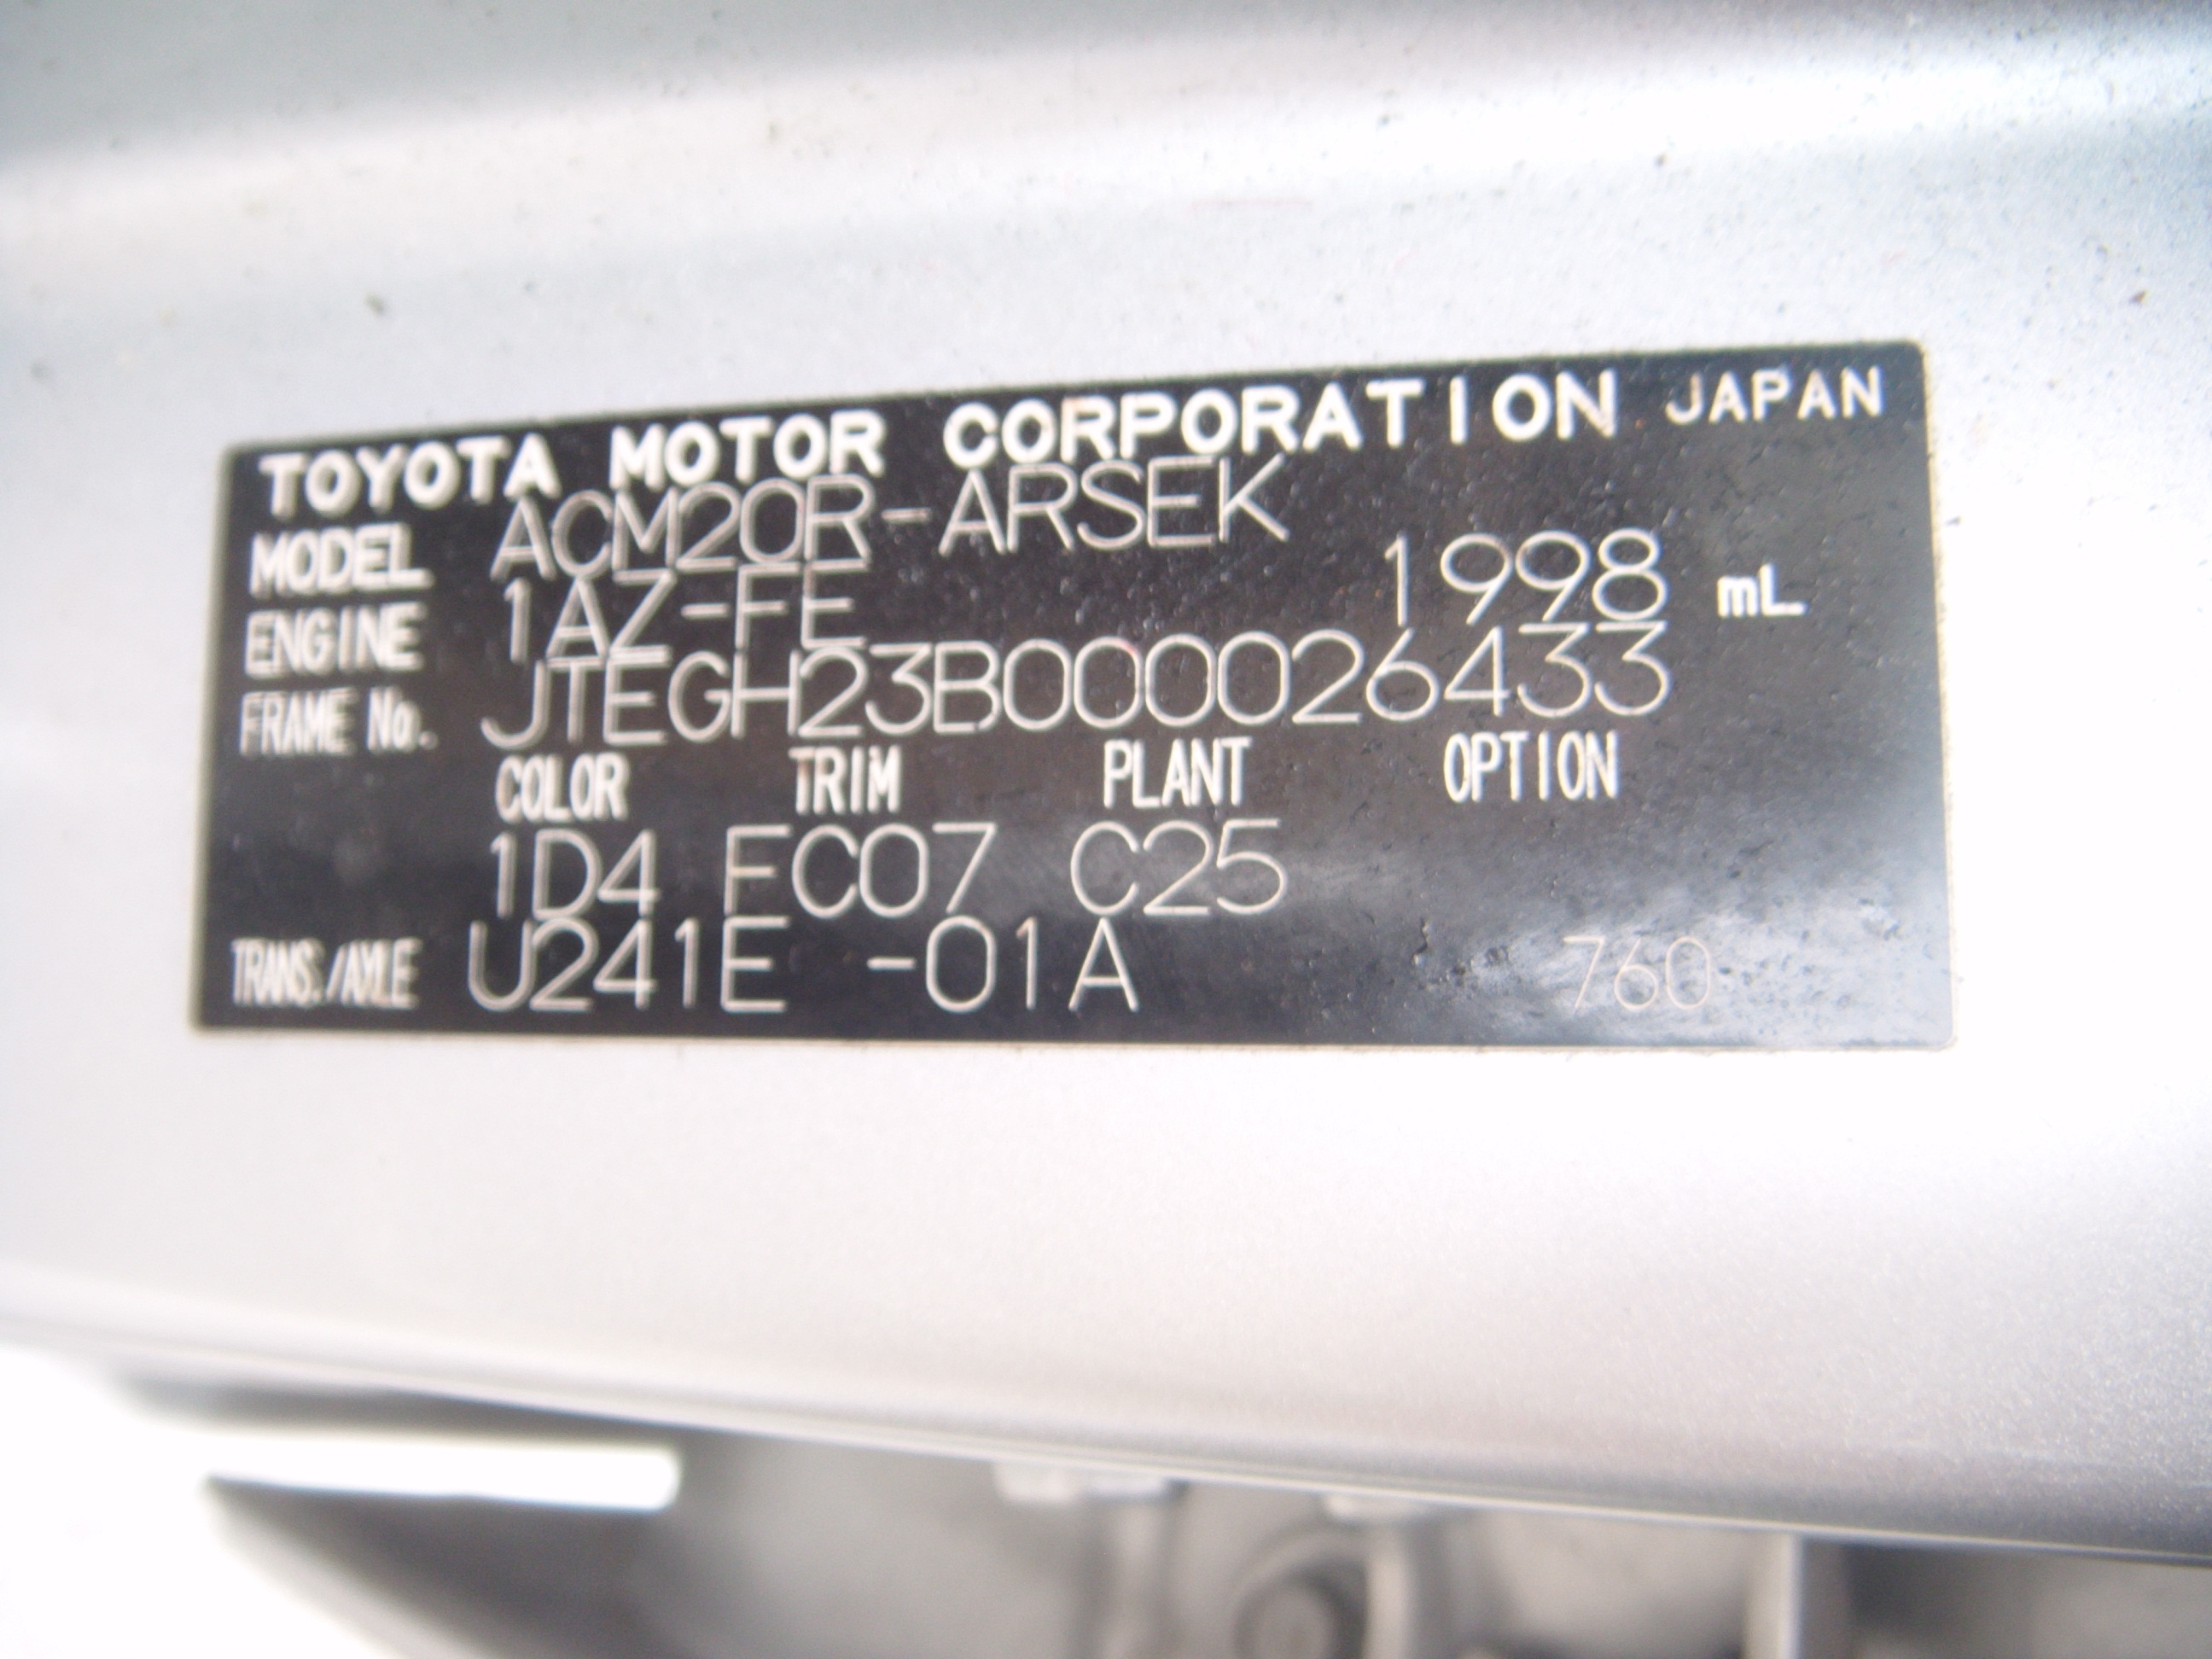 TOYOTA MOTOR CORPORATION JAPAN
MODEL ACM20R-ARSEK
ENGINE 1AZ-FE 1998 mL
FRAME No. JTEGH23B000026433
COLOR TRIM PLANT OPTION
1D4 FC07 C25
TRANS./AXLE U241E -01A 760